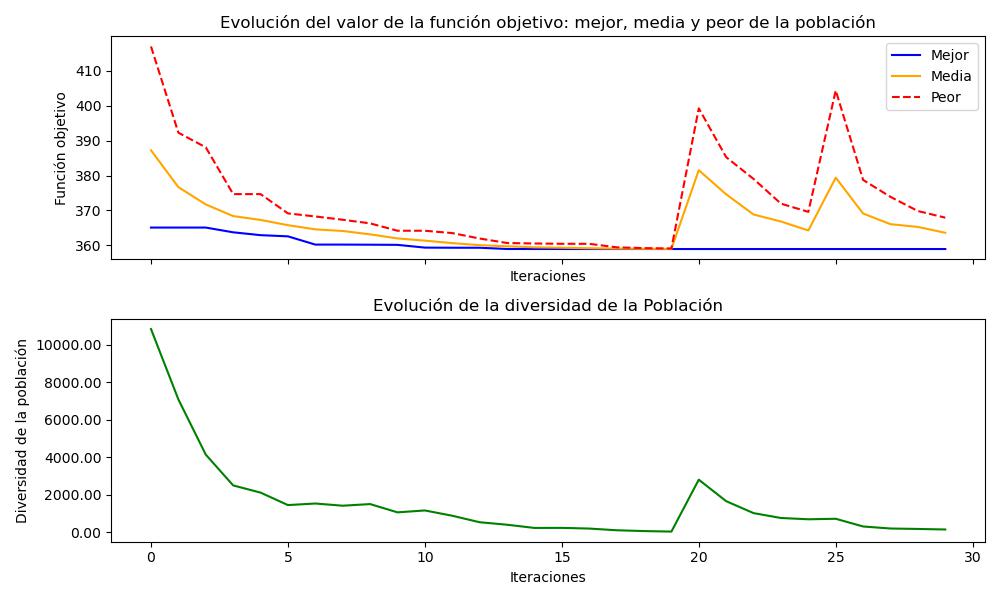 Evolución del valor de la función objetivo: mejor, media y peor de la población
Función objetivo
410
400
390
380
370
360
Mejor
Media
Peor
Iteraciones
Evolución de la diversidad de la Población
Diversidad de la población
10000.00
8000.00
6000.00
4000.00
2000.00
0.00
0 5 10 15 20 25 30
Iteraciones